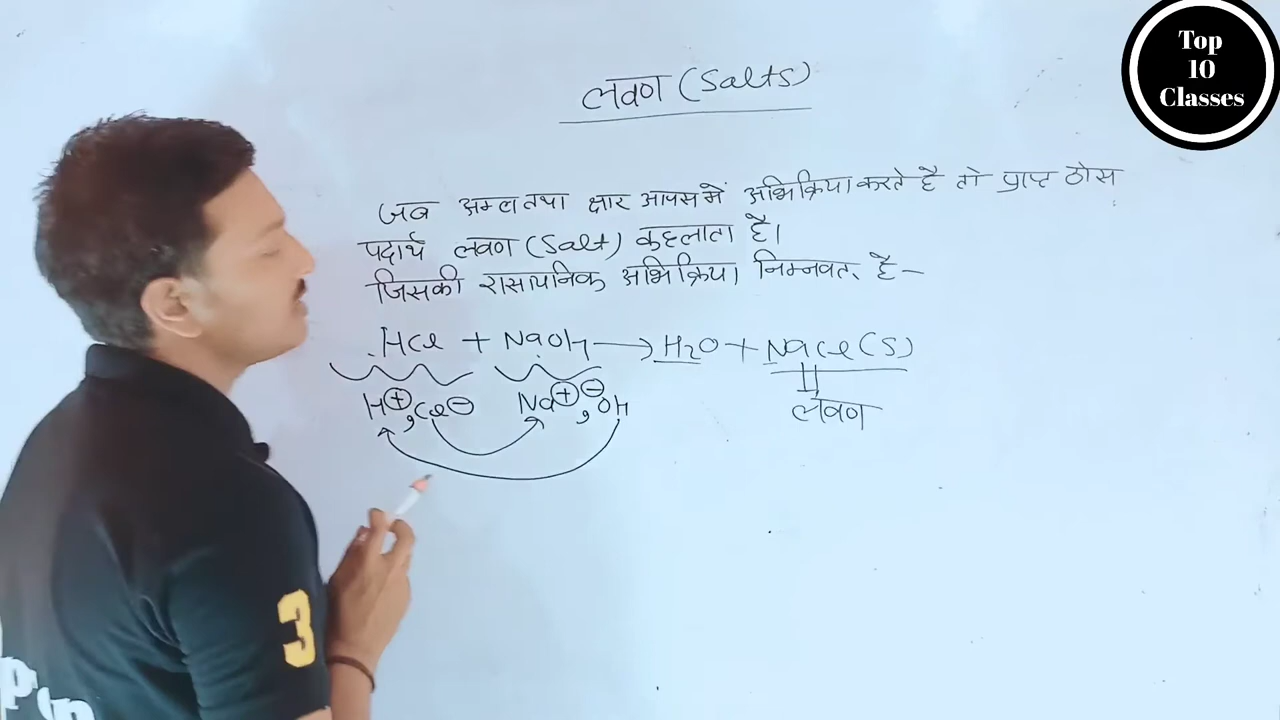 Top
10
Classes
लवण (Salts)
जब अम्ल तथा क्षार आपस में अभिक्रिया करते है तो प्राप्त ठोस
पदार्थ लवण (Salt) कहलाता है।
जिसकी रासायनिक अभिक्रिया निम्नवत् है -
HCl + NaOH → H2O + NaCl (S)
H⊕, Cl⊖ Na⊕, ⊖OH
लवण
3